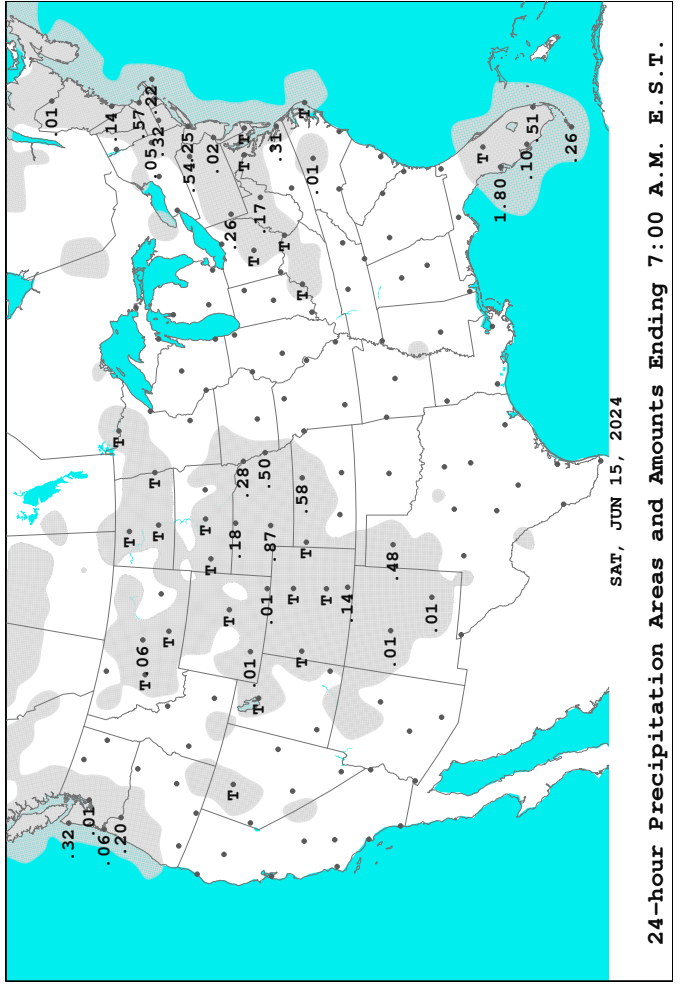 .01
.32
.01
.06
.14
T
.20
T
.57
T .06
.05
.22
T
T
.32
T
.54 .25
T
T
.02
T
.26
T
.18
.28
T
T
.01
T
T
.17
.50
.01
.87
.31
T
T
T
.58
T
T
T
.01
T
.14
.01
.48
.01
T
1.80
.10
.51
.26
SAT, JUN 15, 2024
24-hour Precipitation Areas and Amounts Ending 7:00 A.M. E.S.T.